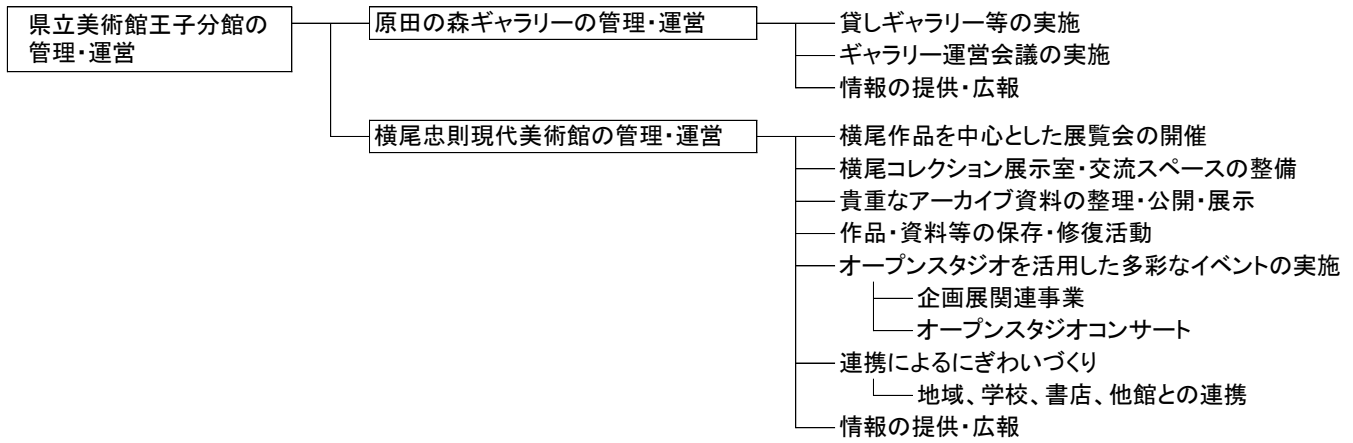 県立美術館王子分館の
管理・運営
原田の森ギャラリーの管理・運営
貸しギャラリー等の実施
ギャラリー運営会議の実施
情報の提供・広報
横尾忠則現代美術館の管理・運営
横尾作品を中心とした展覧会の開催
横尾コレクション展示室・交流スペースの整備
貴重なアーカイブ資料の整理・公開・展示
作品・資料等の保存・修復活動
オープンスタジオを活用した多彩なイベントの実施
企画展関連事業
オープンスタジオコンサート
連携によるにぎわいづくり
地域、学校、書店、他館との連携
情報の提供・広報